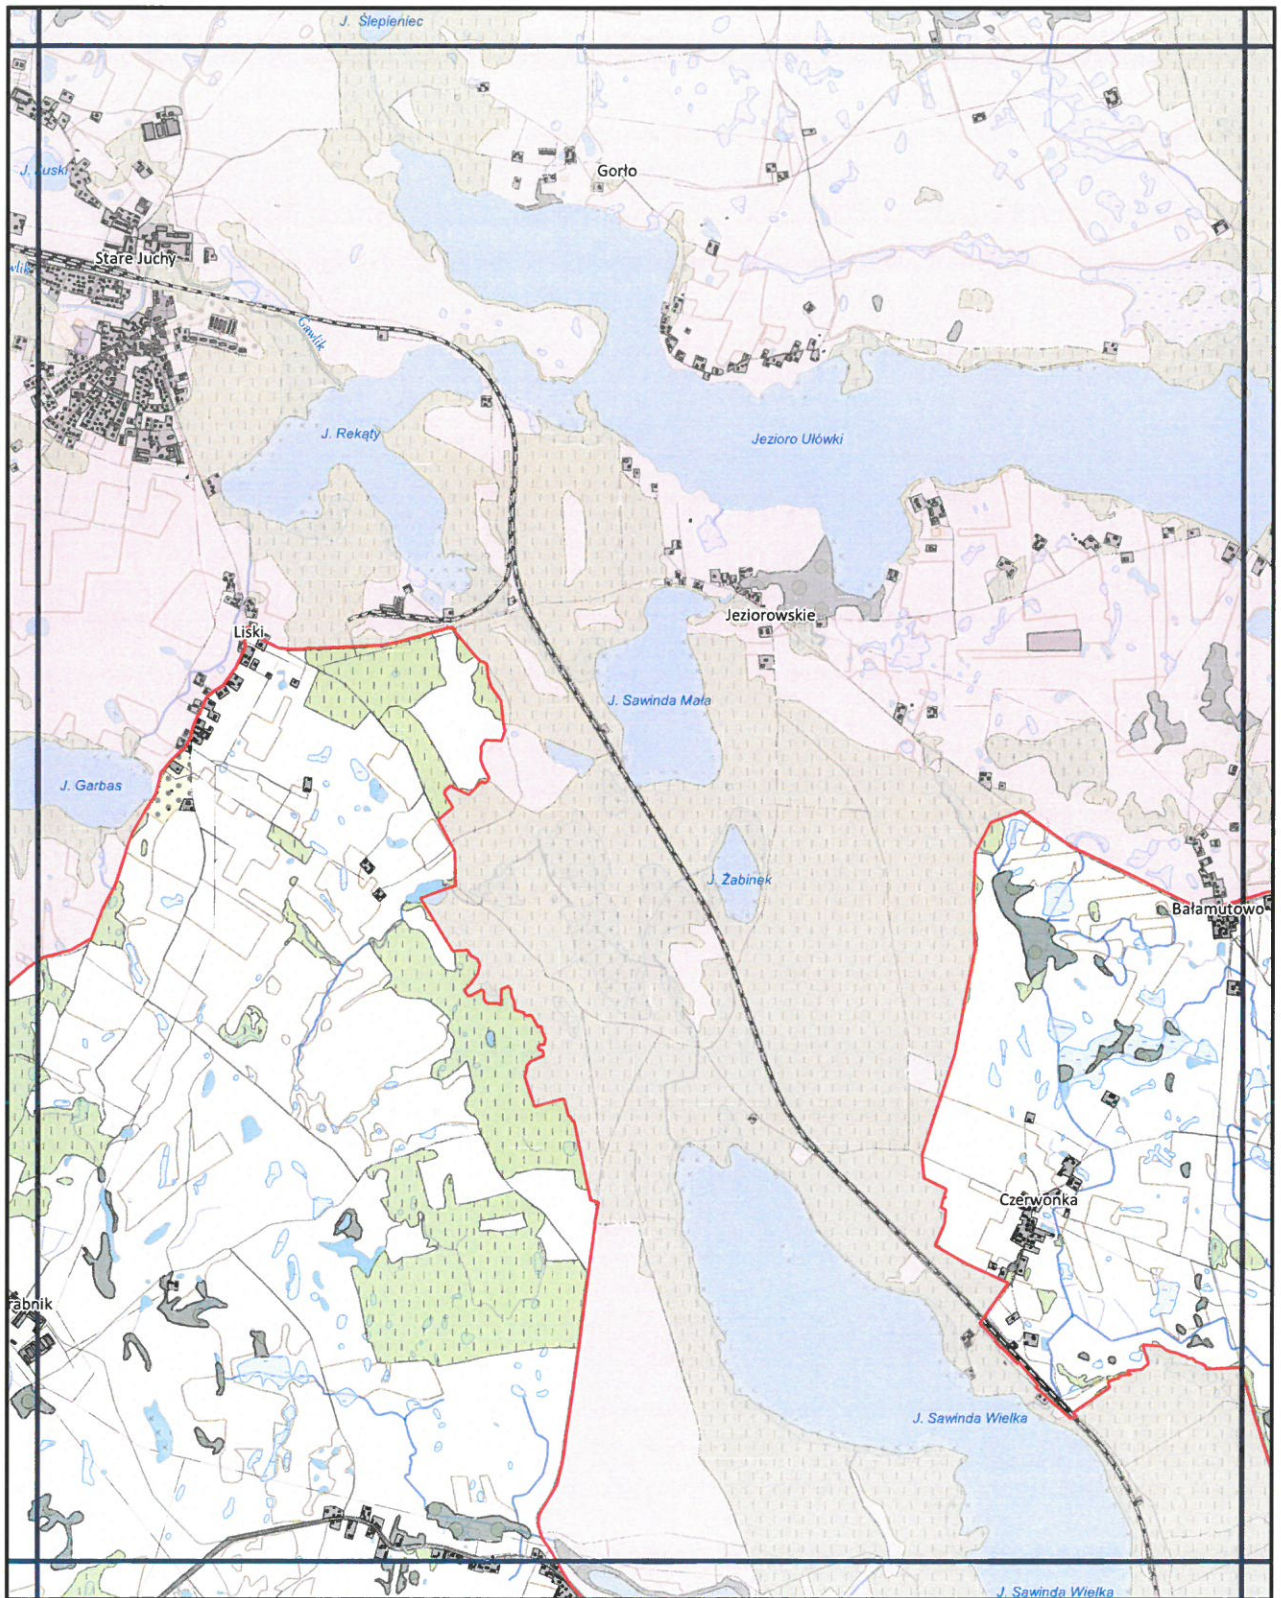 J. Ślepieniec
Gorło
Stare Juchy
Gawlik
J. Rekąty
Jezioro Ułówki
Jeziorowskie
Liski
J. Sawinda Mała
J. Garbas
J. Żabinek
Bałamutowo
Czerwonka
rabnik
J. Sawinda Wielka
J. Sawinda Wielka